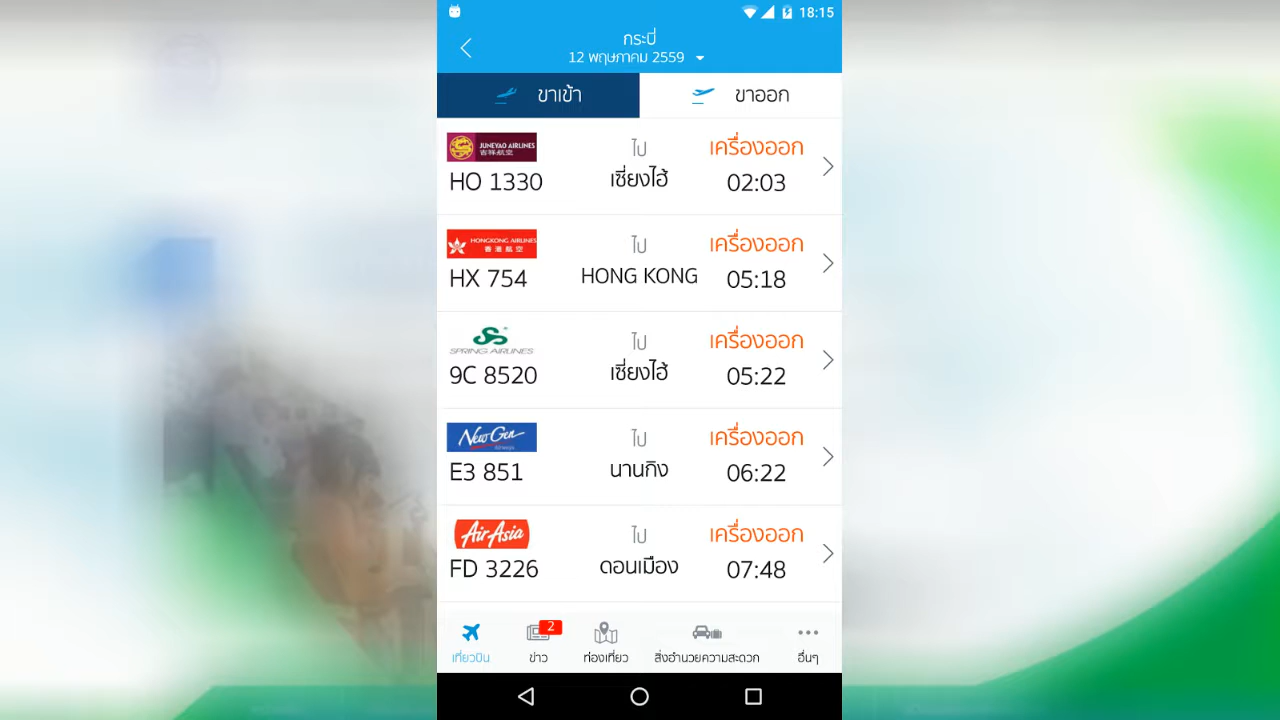 18:15
กระบี่
12 พฤษภาคม 2559
ขาเข้า
ขาออก
JUNEYAO AIRLINES
吉祥航空
HO 1330
ไป
เซี่ยงไฮ้
เครื่องออก
02:03
HONGKONG AIRLINES
香港航空
HX 754
ไป
HONG KONG
เครื่องออก
05:18
SPRING AIRLINES
9C 8520
ไป
เซี่ยงไฮ้
เครื่องออก
05:22
New Gen
Airways
E3 851
ไป
นานกิง
เครื่องออก
06:22
AirAsia
FD 3226
ไป
ดอนเมือง
เครื่องออก
07:48
2
เที่ยวบิน
ข่าว
ท่องเที่ยว
สิ่งอำนวยความสะดวก
อื่นๆ